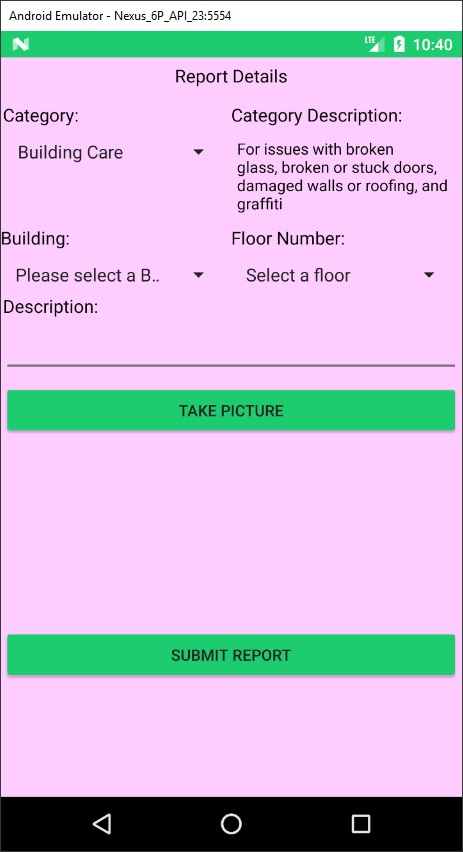 Android Emulator - Nexus_6P_API_23:5554
LTE 10:40
Report Details
Category:
Building Care
Category Description:
For issues with broken
glass, broken or stuck doors,
damaged walls or roofing, and
graffiti
Building:
Please select a B..
Floor Number:
Select a floor
Description:
TAKE PICTURE
SUBMIT REPORT